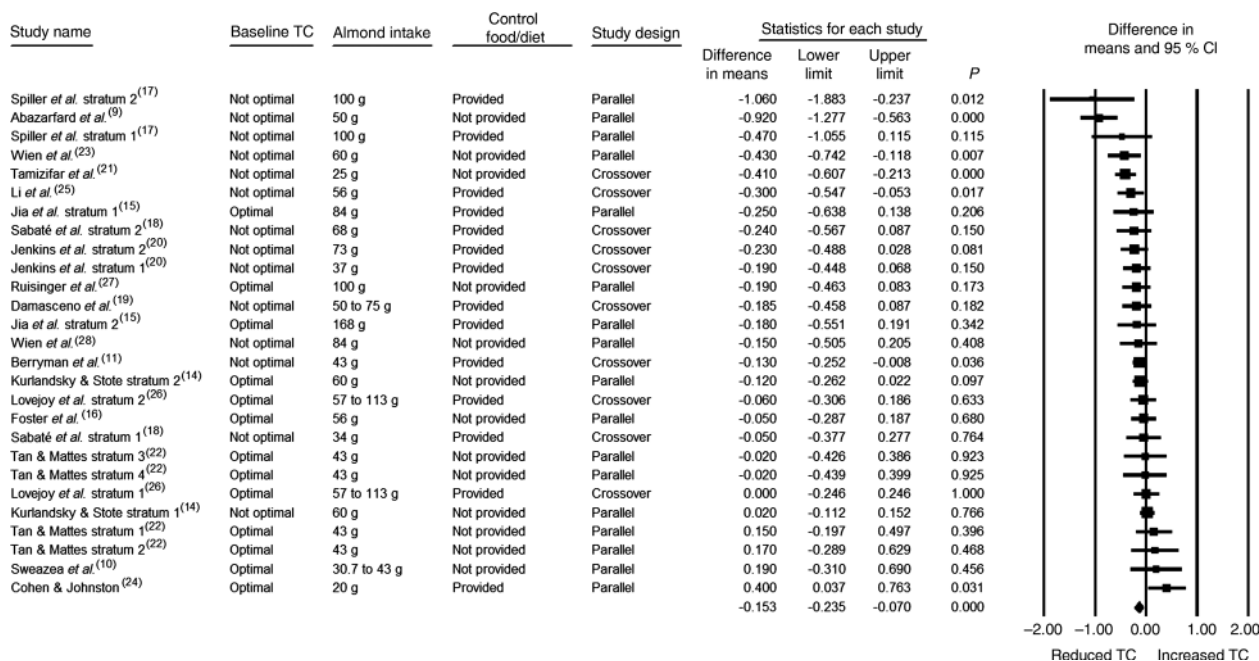 Study name Baseline TC Almond intake Control food/diet Study design Statistics for each study Difference in means and 95 % CI
Difference in means Lower limit Upper limit P
Spiller et al. stratum 2(17) Not optimal 100 g Provided Parallel -1.060 -1.883 -0.237 0.012
Abazarfard et al.(9) Not optimal 50 g Not provided Parallel -0.920 -1.277 -0.563 0.000
Spiller et al. stratum 1(17) Not optimal 100 g Provided Parallel -0.470 -1.055 0.115 0.115
Wien et al.(23) Not optimal 60 g Not provided Parallel -0.430 -0.742 -0.118 0.007
Tamizifar et al.(21) Not optimal 25 g Not provided Crossover -0.410 -0.607 -0.213 0.000
Li et al.(25) Not optimal 56 g Provided Crossover -0.300 -0.547 -0.053 0.017
Jia et al. stratum 1(15) Optimal 84 g Provided Parallel -0.250 -0.638 0.138 0.206
Sabaté et al. stratum 2(18) Not optimal 68 g Provided Crossover -0.240 -0.567 0.087 0.150
Jenkins et al. stratum 2(20) Not optimal 73 g Provided Crossover -0.230 -0.488 0.028 0.081
Jenkins et al. stratum 1(20) Not optimal 37 g Provided Crossover -0.190 -0.448 0.068 0.150
Ruisinger et al.(27) Optimal 100 g Not provided Parallel -0.190 -0.463 0.083 0.173
Damasceno et al.(19) Not optimal 50 to 75 g Provided Crossover -0.185 -0.458 0.087 0.182
Jia et al. stratum 2(15) Optimal 168 g Provided Parallel -0.180 -0.551 0.191 0.342
Wien et al.(28) Not optimal 84 g Not provided Parallel -0.150 -0.505 0.205 0.408
Berryman et al.(11) Not optimal 43 g Provided Crossover -0.130 -0.252 -0.008 0.036
Kurlandsky & Stote stratum 2(14) Optimal 60 g Not provided Parallel -0.120 -0.262 0.022 0.097
Lovejoy et al. stratum 2(26) Optimal 57 to 113 g Provided Crossover -0.060 -0.306 0.186 0.633
Foster et al.(16) Optimal 56 g Not provided Parallel -0.050 -0.287 0.187 0.680
Sabaté et al. stratum 1(18) Not optimal 34 g Provided Crossover -0.050 -0.377 0.277 0.764
Tan & Mattes stratum 3(22) Optimal 43 g Not provided Parallel -0.020 -0.426 0.386 0.923
Tan & Mattes stratum 4(22) Optimal 43 g Not provided Parallel -0.020 -0.439 0.399 0.925
Lovejoy et al. stratum 1(26) Optimal 57 to 113 g Provided Crossover 0.000 -0.246 0.246 1.000
Kurlandsky & Stote stratum 1(14) Not optimal 60 g Not provided Parallel 0.020 -0.112 0.152 0.766
Tan & Mattes stratum 1(22) Optimal 43 g Not provided Parallel 0.150 -0.197 0.497 0.396
Tan & Mattes stratum 2(22) Optimal 43 g Not provided Parallel 0.170 -0.289 0.629 0.468
Sweazea et al.(10) Optimal 30.7 to 43 g Not provided Parallel 0.190 -0.310 0.690 0.456
Cohen & Johnston(24) Optimal 20 g Provided Parallel 0.400 0.037 0.763 0.031
-0.153 -0.235 -0.070 0.000
−2.00 −1.00 0.00 1.00 2.00
Reduced TC Increased TC